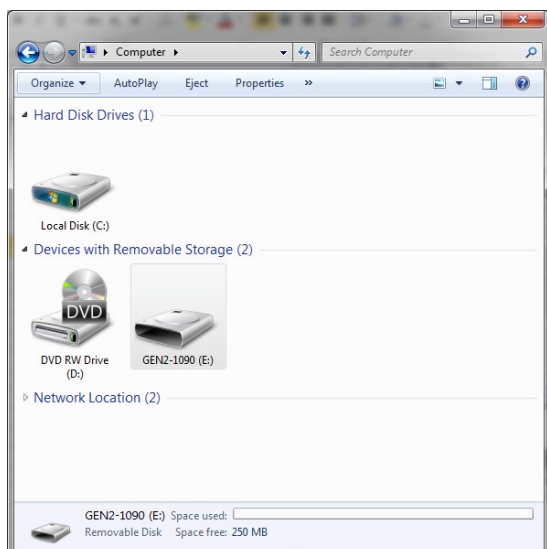 Computer
Search Computer
Organize AutoPlay Eject Properties »
Hard Disk Drives (1)
Local Disk (C:)
Devices with Removable Storage (2)
DVD
DVD RW Drive
(D:)
GEN2-1090 (E:)
Network Location (2)
GEN2-1090 (E:) Space used:
Removable Disk Space free: 250 MB